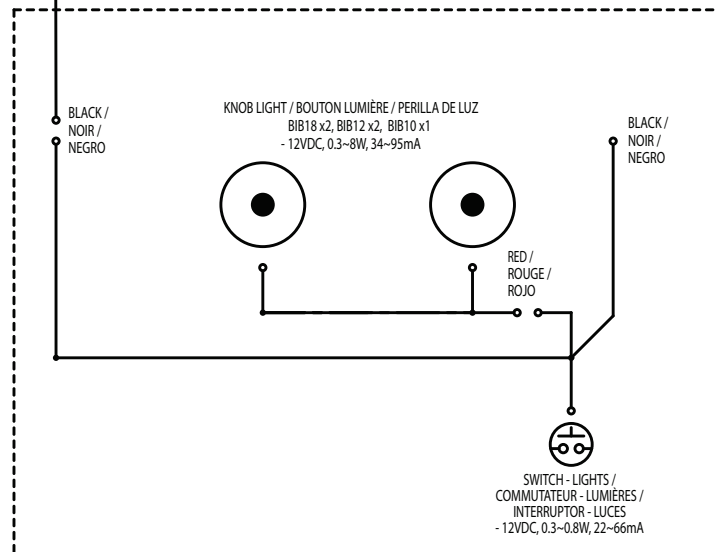 BLACK /
NOIR /
NEGRO
KNOB LIGHT / BOUTON LUMIÈRE / PERILLA DE LUZ
BIB18 x2, BIB12 x2, BIB10 x1
- 12VDC, 0.3~8W, 34~95mA
BLACK /
NOIR /
NEGRO
RED /
ROUGE /
ROJO
SWITCH - LIGHTS /
COMMUTATEUR - LUMIÈRES /
INTERRUPTOR - LUCES
- 12VDC, 0.3~0.8W, 22~66mA